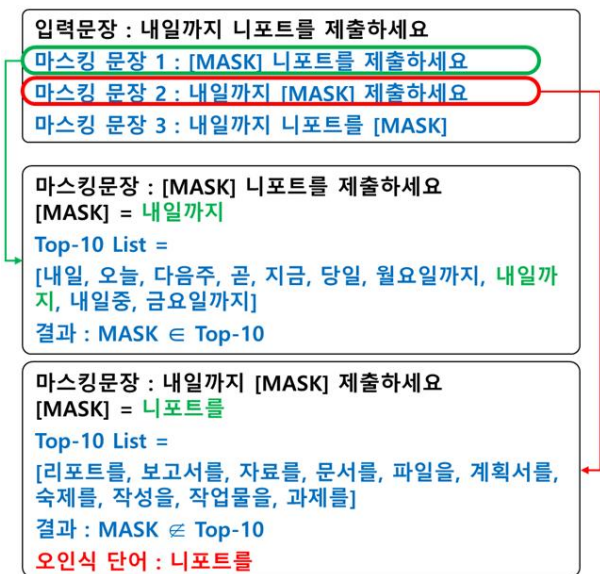 입력문장 : 내일까지 니포트를 제출하세요
마스킹 문장 1 : [MASK] 니포트를 제출하세요
마스킹 문장 2 : 내일까지 [MASK] 제출하세요
마스킹 문장 3 : 내일까지 니포트를 [MASK]
마스킹문장 : [MASK] 니포트를 제출하세요
[MASK] = 내일까지
Top-10 List =
[내일, 오늘, 다음주, 곧, 지금, 당일, 월요일까지, 내일까
지, 내일중, 금요일까지]
결과 : MASK ∈ Top-10
마스킹문장 : 내일까지 [MASK] 제출하세요
[MASK] = 니포트를
Top-10 List =
[리포트를, 보고서를, 자료를, 문서를, 파일을, 계획서를,
숙제를, 작성을, 작업물을, 과제를]
결과 : MASK ∉ Top-10
오인식 단어 : 니포트를